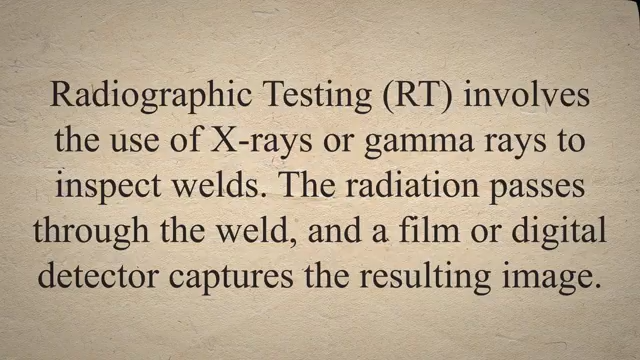 Radiographic Testing (RT) involves
the use of X-rays or gamma rays to
inspect welds. The radiation passes
through the weld, and a film or digital
detector captures the resulting image.